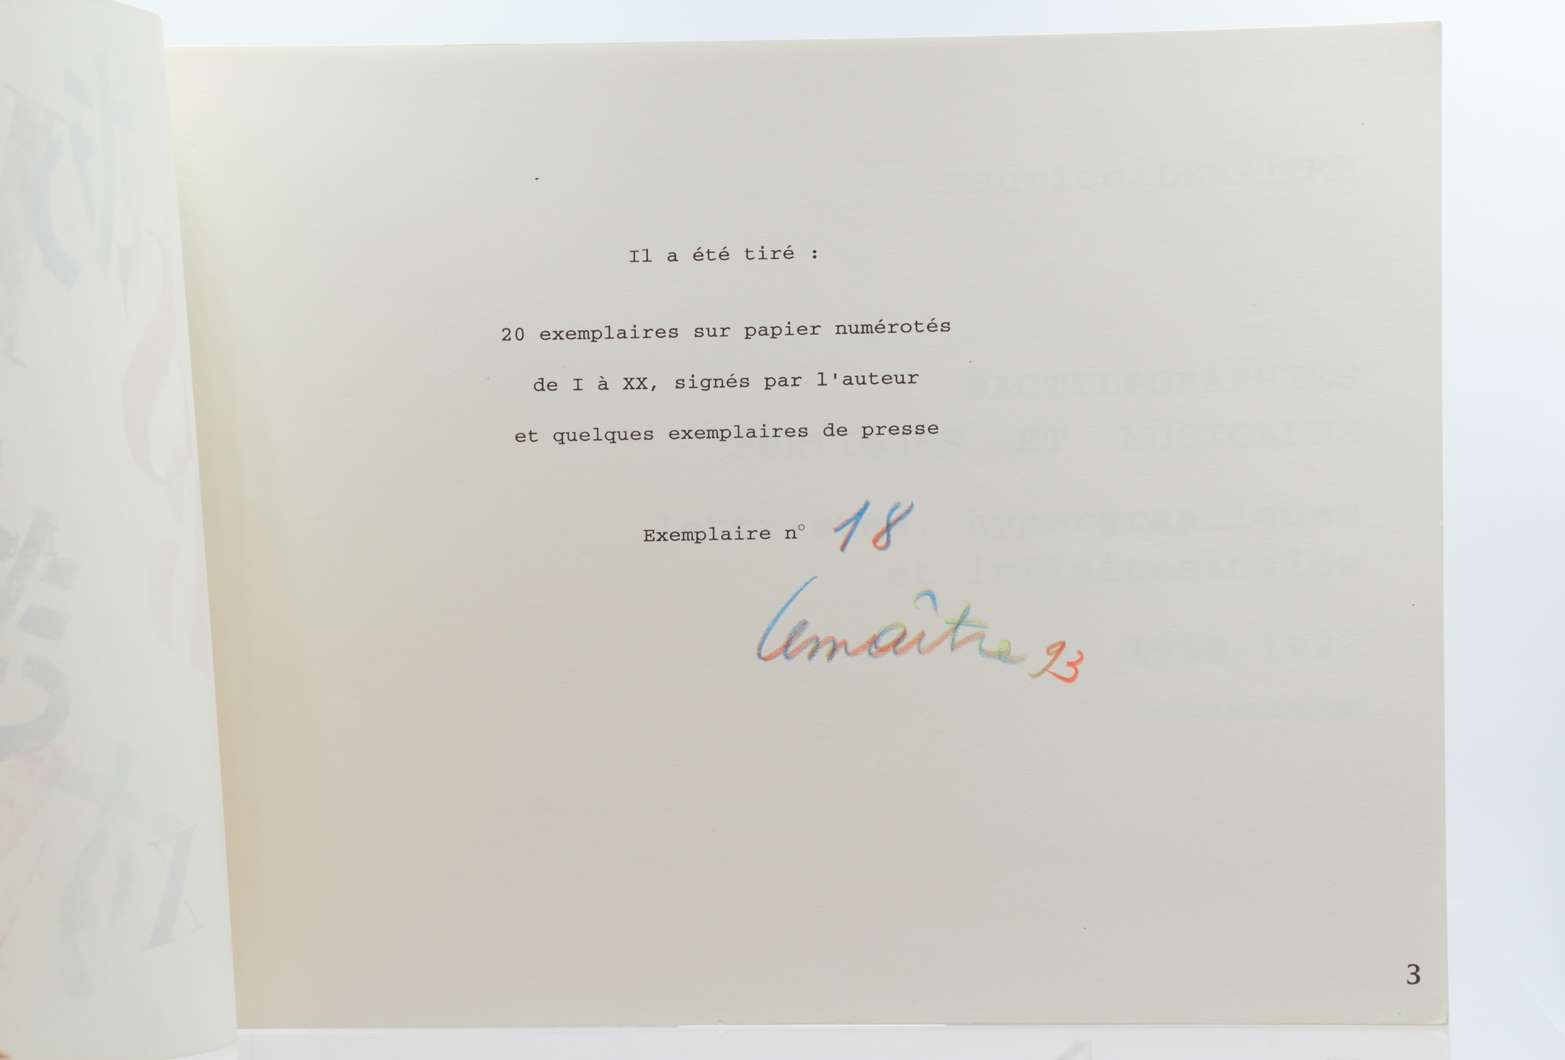 Il a été tiré :
20 exemplaires sur papier numérotés
de I à XX, signés par l'auteur
et quelques exemplaires de presse
Exemplaire n° 18
Lemaître 93
3